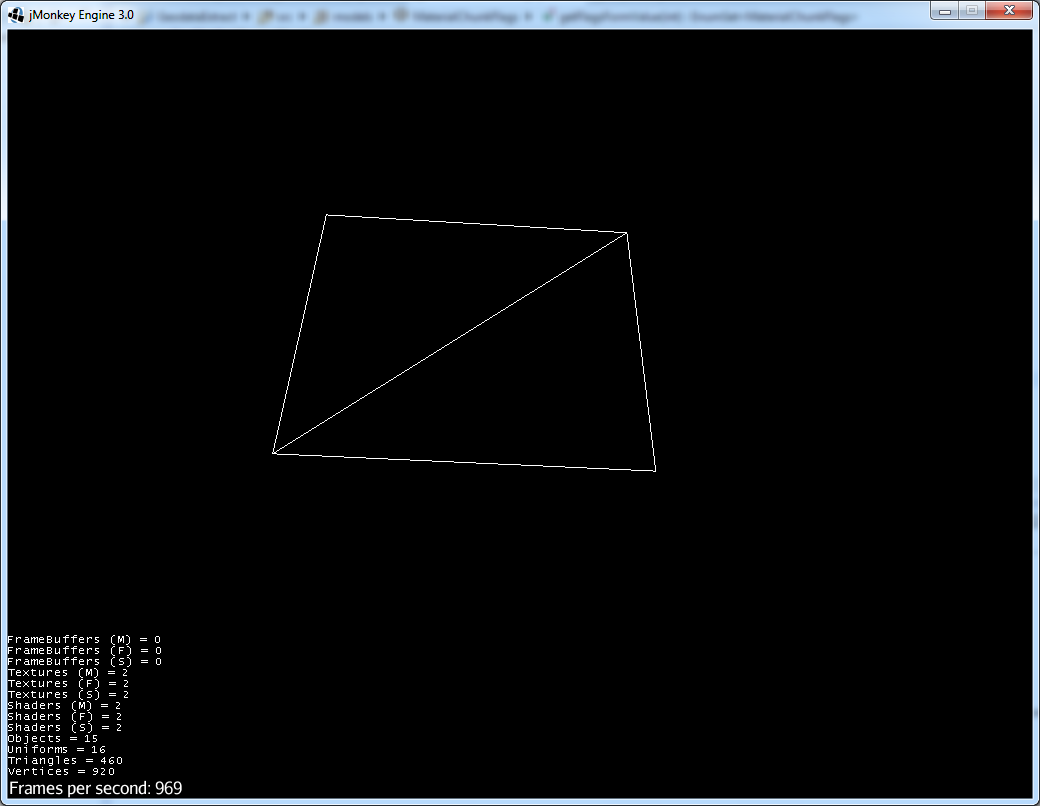 jMonkey Engine 3.0
FrameBuffers (M) = 0
FrameBuffers (F) = 0
FrameBuffers (S) = 0
Textures (M) = 2
Textures (F) = 2
Textures (S) = 2
Shaders (M) = 2
Shaders (F) = 2
Shaders (S) = 2
Objects = 15
Uniforms = 16
Triangles = 460
Vertices = 920
Frames per second: 969